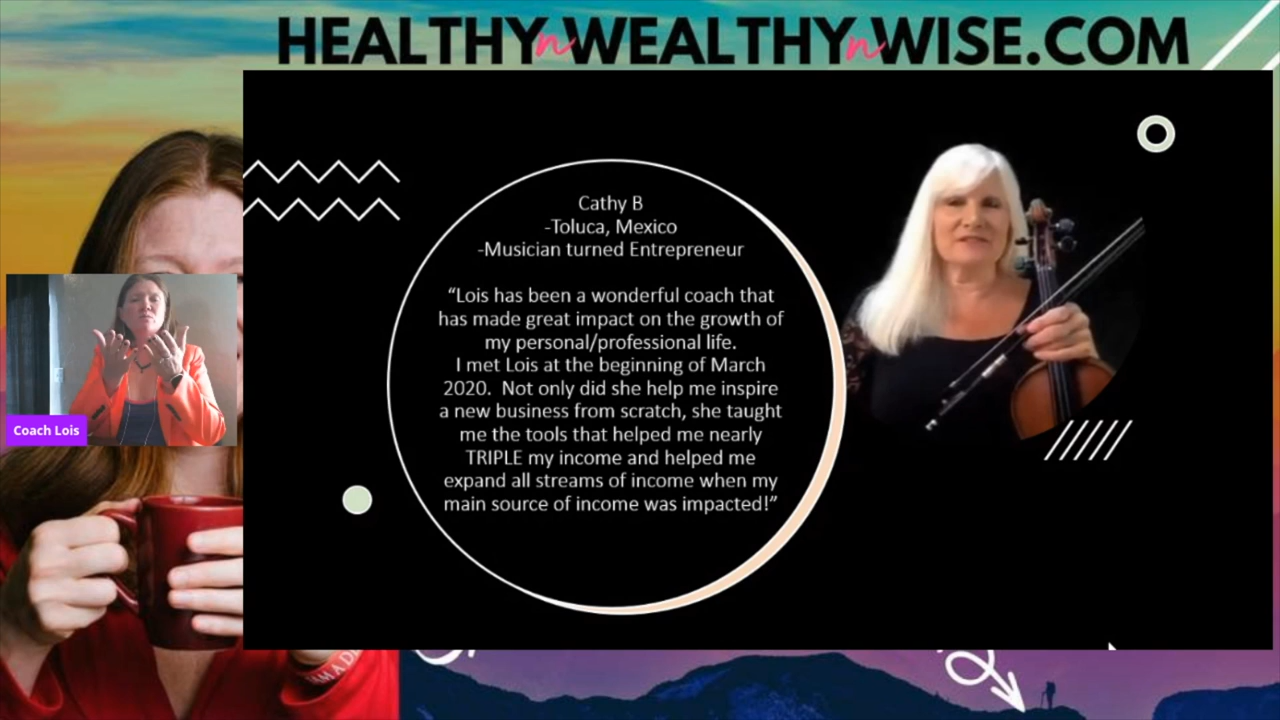 HEALTHYnWEALTHYnWISE.COM
Cathy B
-Toluca, Mexico
-Musician turned Entrepreneur
“Lois has been a wonderful coach that
has made great impact on the growth of
my personal/professional life.
I met Lois at the beginning of March
2020.  Not only did she help me inspire
a new business from scratch, she taught
me the tools that helped me nearly
TRIPLE my income and helped me
expand all streams of income when my
main source of income was impacted!”
Coach Lois